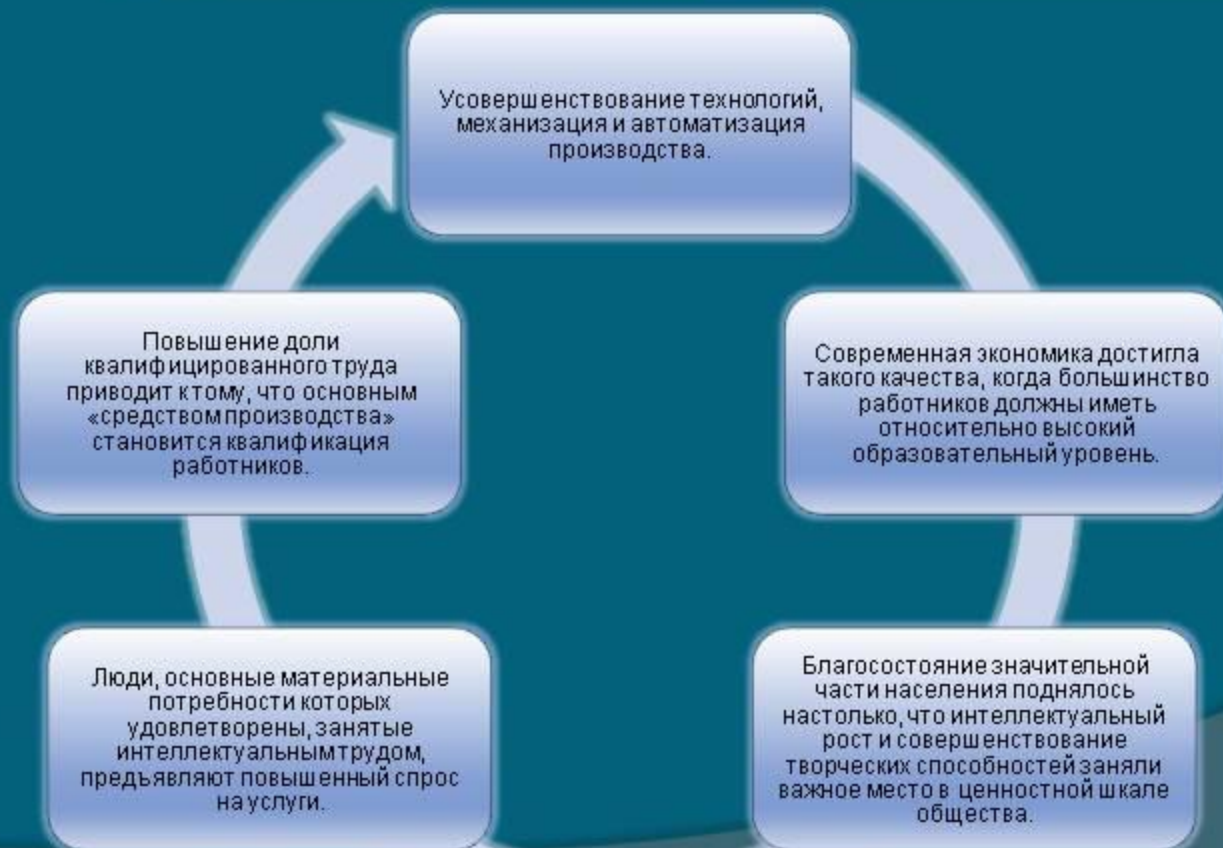 Усовершенствование технологий,
механизация и автоматизация
производства.
Современная экономика достигла
такого качества, когда большинство
работников должны иметь
относительно высокий
образовательный уровень.
Благосостояние значительной
части населения поднялось
настолько, что интеллектуальный
рост и совершенствование
творческих способностей заняли
важное место в ценностной шкале
общества.
Люди, основные материальные
потребности которых
удовлетворены, занятые
интеллектуальным трудом,
предъявляют повышенный спрос
на услуги.
Повышение доли
квалифицированного труда
приводит к тому, что основным
«средством производства»
становится квалификация
работников.